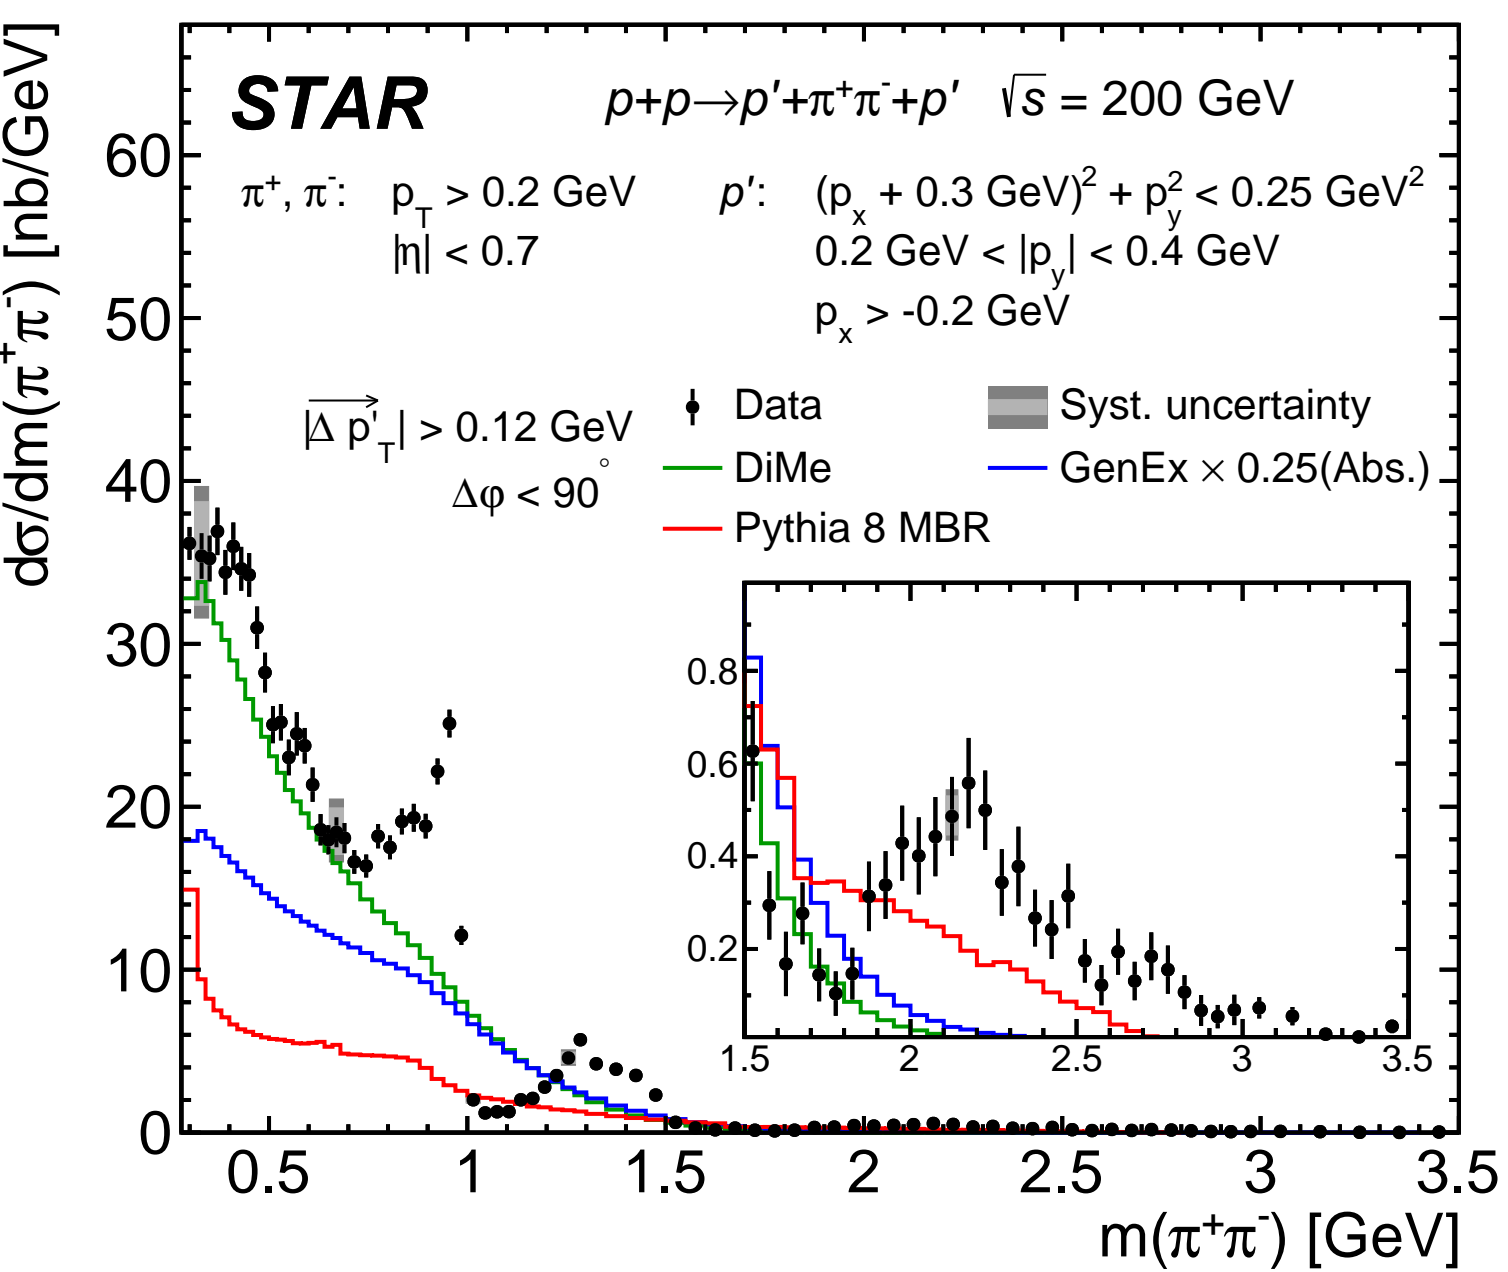 dσ/dm(π⁺π⁻) [nb/GeV]
STAR
p+p→p′+π⁺π⁻+p′ √s = 200 GeV
π⁺, π⁻: p_T > 0.2 GeV
|η| < 0.7
p′: (p_x + 0.3 GeV)² + p_y² < 0.25 GeV²
0.2 GeV < |p_y| < 0.4 GeV
p_x > -0.2 GeV
|Δ p⃗'_T| > 0.12 GeV
Δφ < 90°
Data
Syst. uncertainty
DiMe
GenEx × 0.25(Abs.)
Pythia 8 MBR
60
50
40
30
20
10
0
0.8
0.6
0.4
0.2
1.5 2 2.5 3 3.5
0.5 1 1.5 2 2.5 3 3.5
m(π⁺π⁻) [GeV]